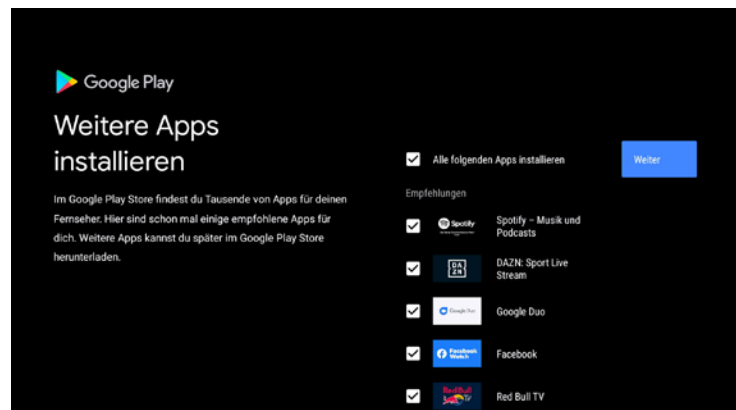 Google Play
Weitere Apps
installieren
Im Google Play Store findest du Tausende von Apps für deinen
Fernseher. Hier sind schon mal einige empfohlene Apps für
dich. Weitere Apps kannst du später im Google Play Store
herunterladen.
Alle folgenden Apps installieren
Weiter
Empfehlungen
Spotify
Spotify – Musik und
Podcasts
DA
ZN
DAZN: Sport Live
Stream
Google Duo
Google Duo
Facebook
Watch
Facebook
Red Bull
TV
Red Bull TV